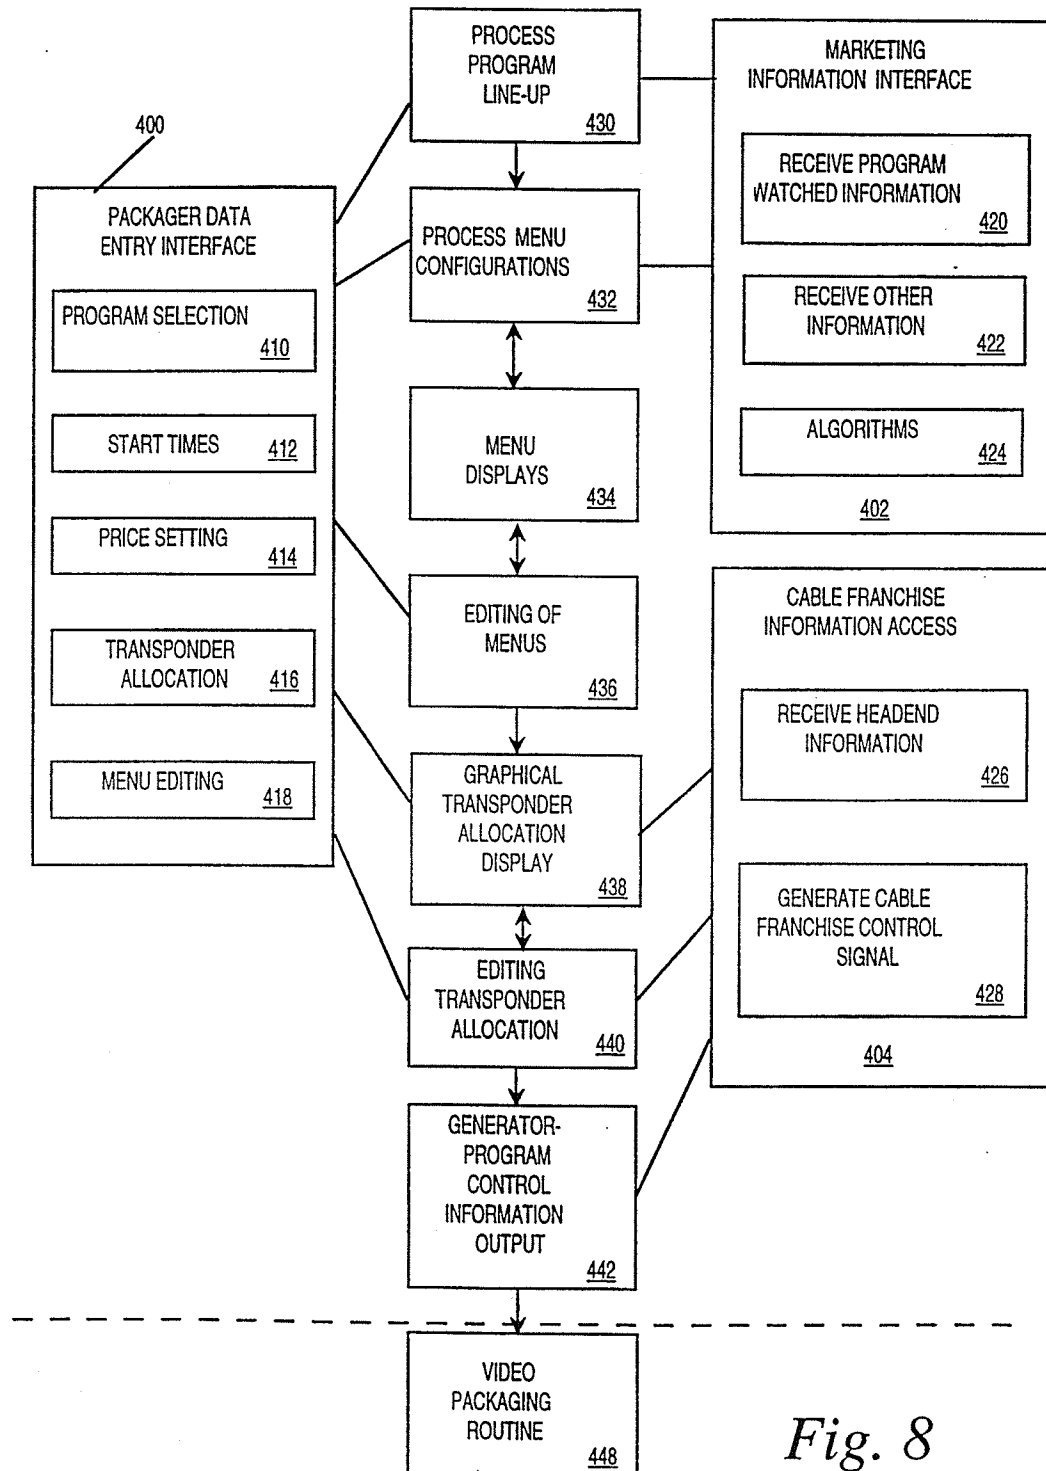 PROCESS
PROGRAM
LINE-UP
430
MARKETING
INFORMATION INTERFACE
RECEIVE PROGRAM
WATCHED INFORMATION
420
RECEIVE OTHER
INFORMATION
422
ALGORITHMS
424
402
400
PACKAGER DATA
ENTRY INTERFACE
PROGRAM SELECTION
410
START TIMES
412
PRICE SETTING
414
TRANSPONDER
ALLOCATION
416
MENU EDITING
418
PROCESS MENU
CONFIGURATIONS
432
MENU
DISPLAYS
434
EDITING OF
MENUS
436
GRAPHICAL
TRANSPONDER
ALLOCATION
DISPLAY
438
EDITING
TRANSPONDER
ALLOCATION
440
GENERATOR-
PROGRAM
CONTROL
INFORMATION
OUTPUT
442
CABLE FRANCHISE
INFORMATION ACCESS
RECEIVE HEADEND
INFORMATION
426
GENERATE CABLE
FRANCHISE CONTROL
SIGNAL
428
404
VIDEO
PACKAGING
ROUTINE
448
Fig. 8